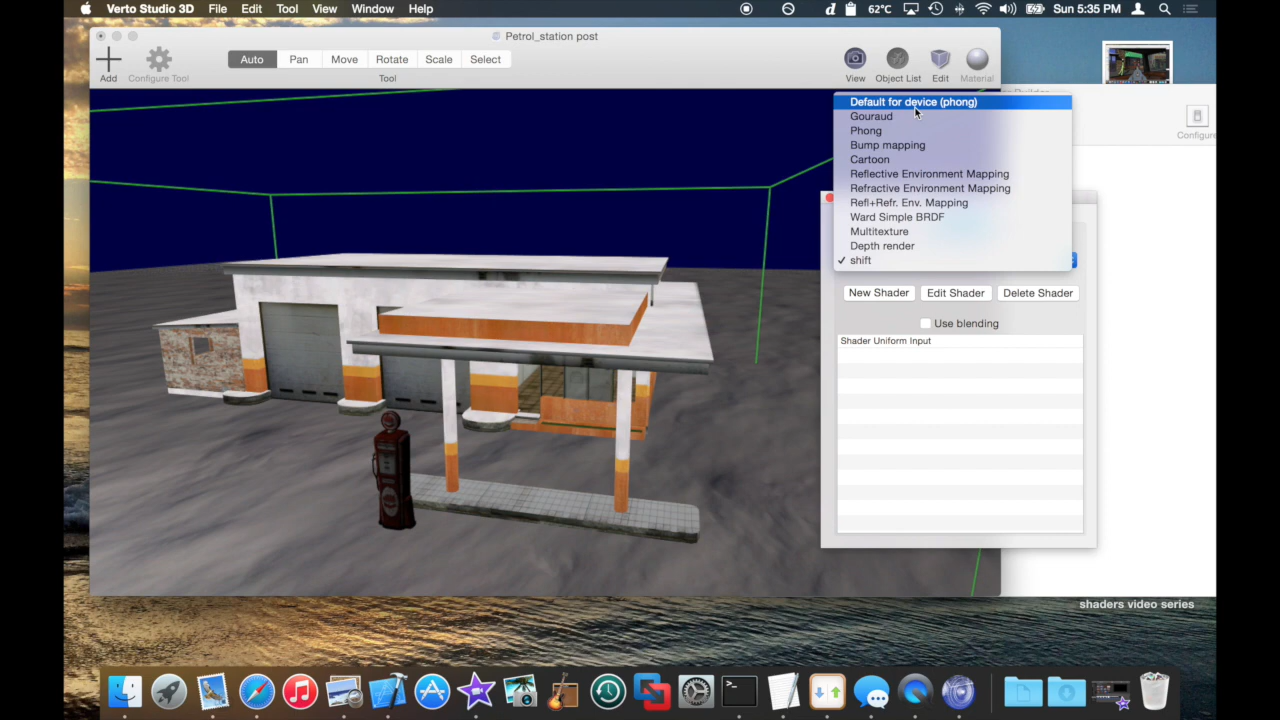 Verto Studio 3D File Edit Tool View Window Help
62°C Sun 5:35 PM
Petrol_station post
Auto Pan Move Rotate Scale Select
Add Configure Tool Tool View Object List Edit Material
Configure
Default for device (phong)
Gouraud
Phong
Bump mapping
Cartoon
Reflective Environment Mapping
Refractive Environment Mapping
Refl+Refr. Env. Mapping
Ward Simple BRDF
Multitexture
Depth render
✓ shift
New Shader Edit Shader Delete Shader
Use blending
Shader Uniform Input
shaders video series